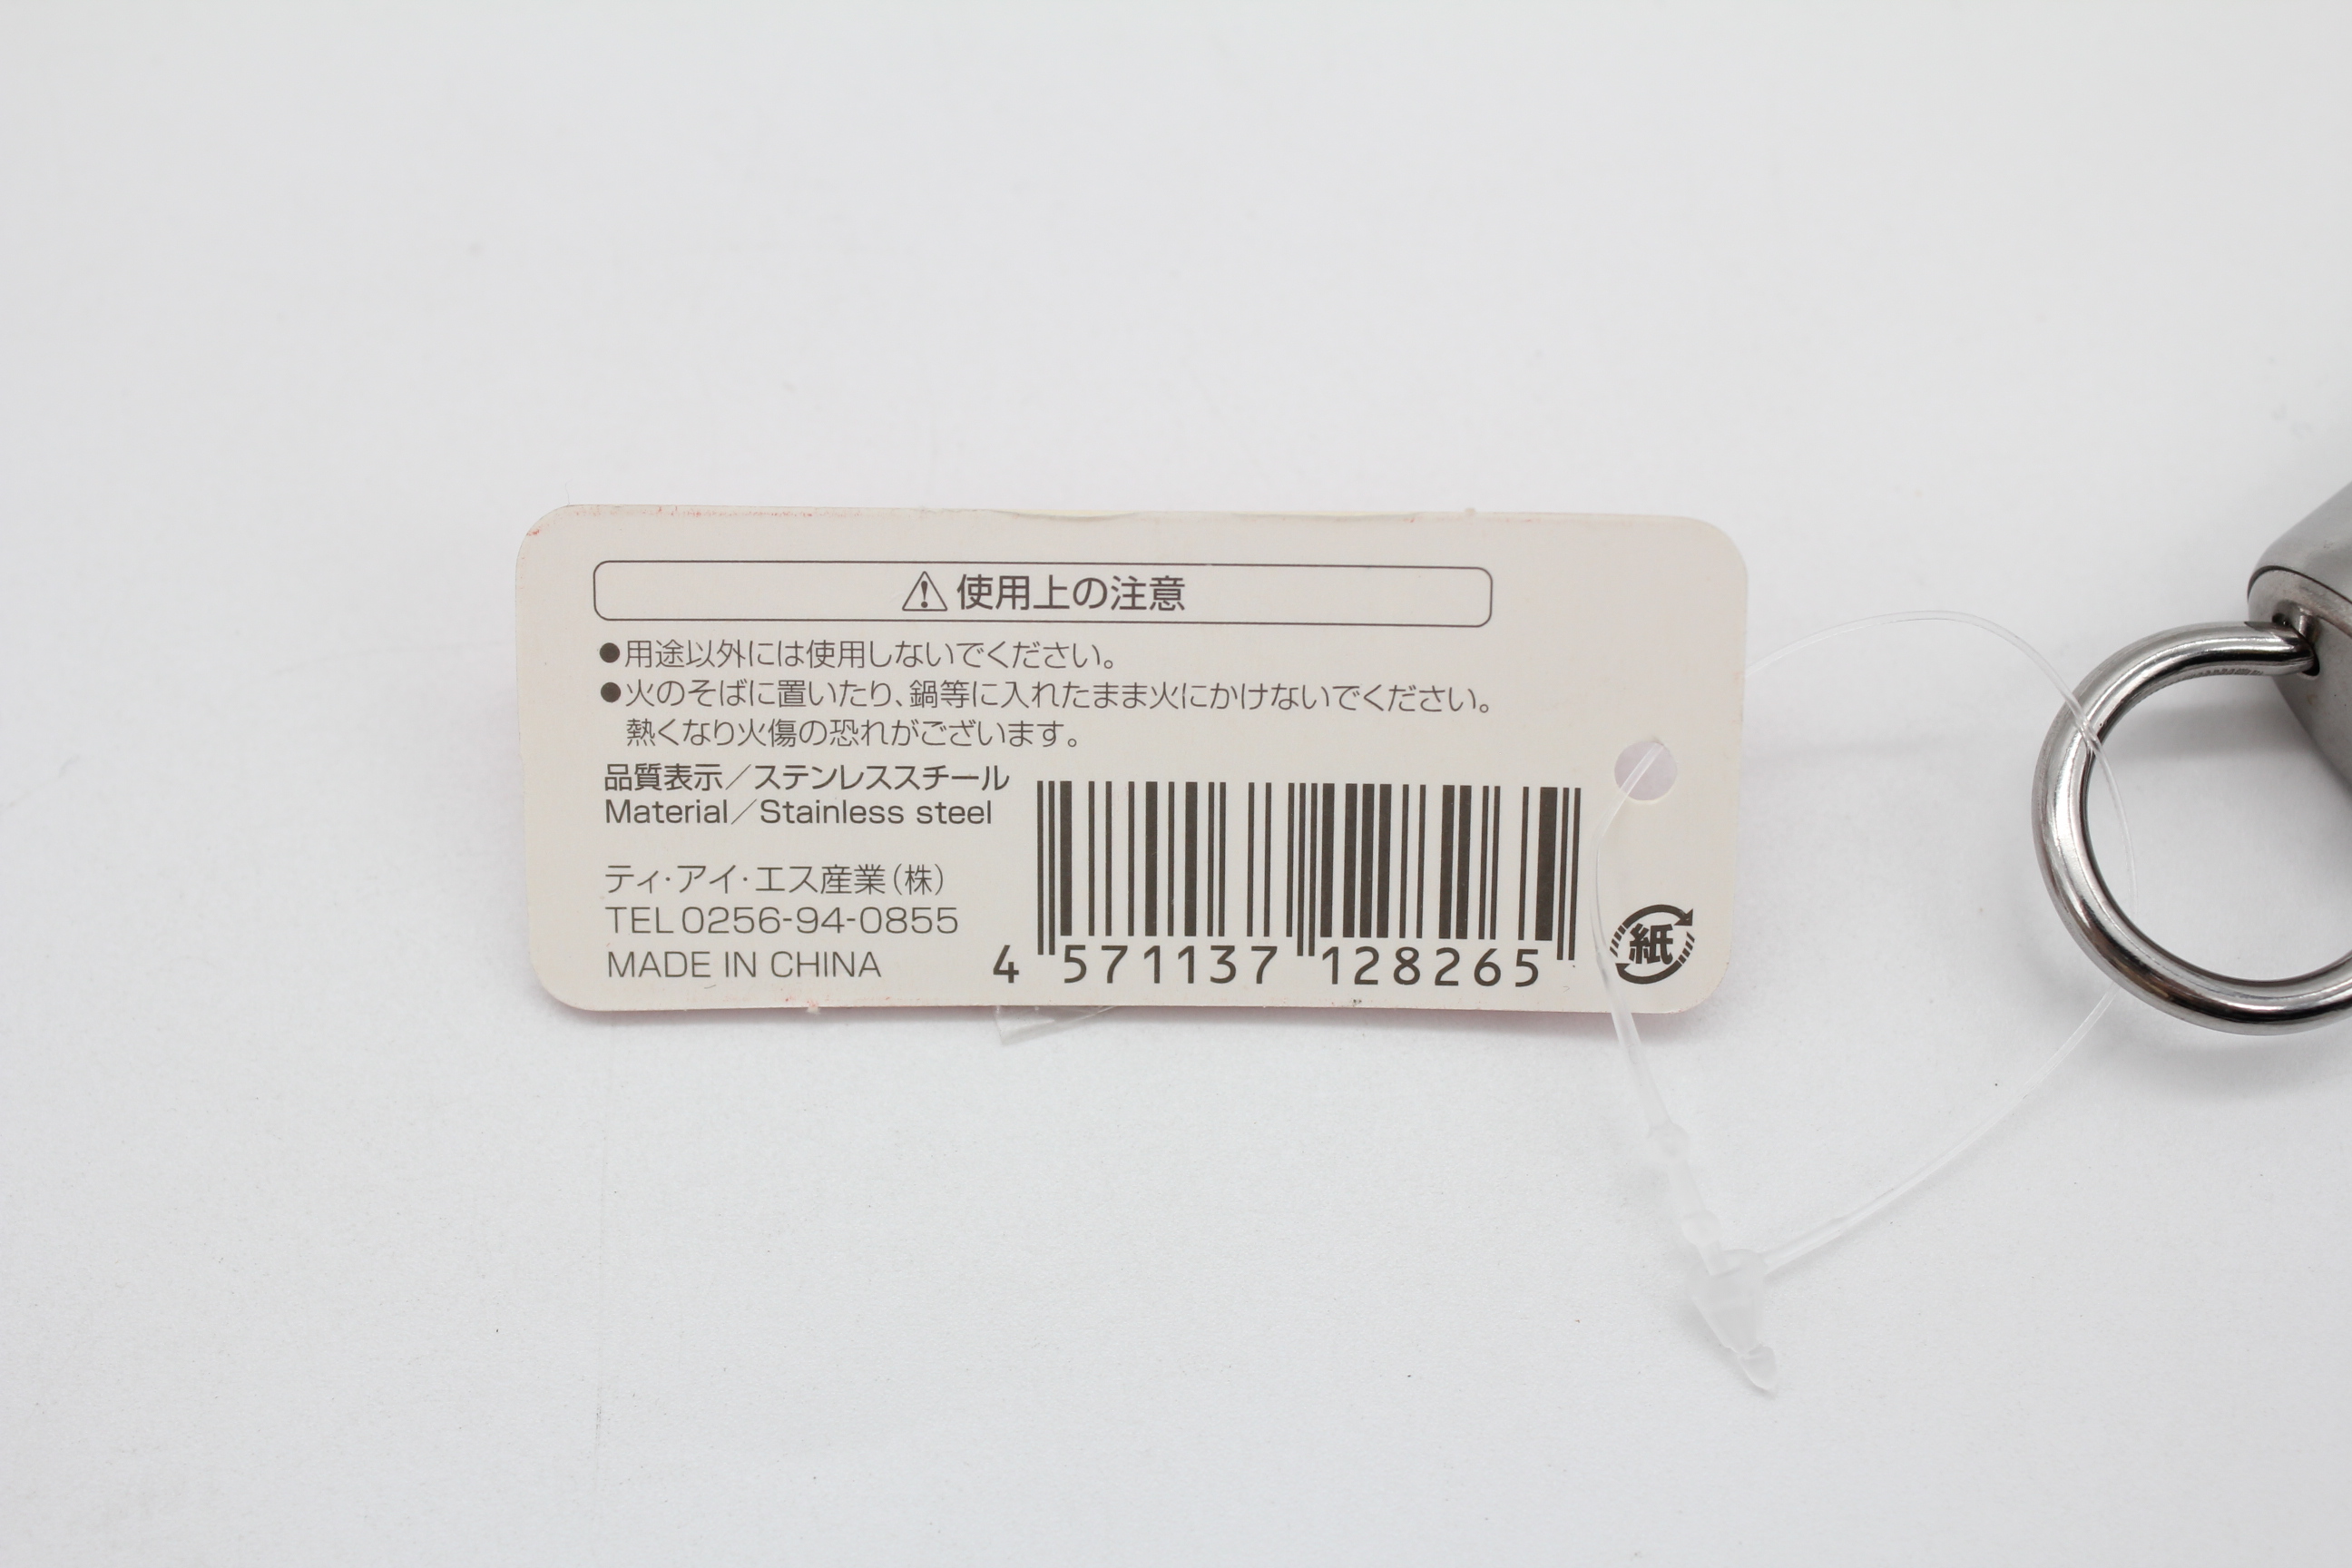 ⚠使用上の注意
●用途以外には使用しないでください。
●火のそばに置いたり、鍋等に入れたまま火にかけないでください。
熱くなり火傷の恐れがございます。
品質表示／ステンレススチール
Material／Stainless steel
ティ・アイ・エス産業(株)
TEL 0256-94-0855
MADE IN CHINA
4 571137 128265
紙